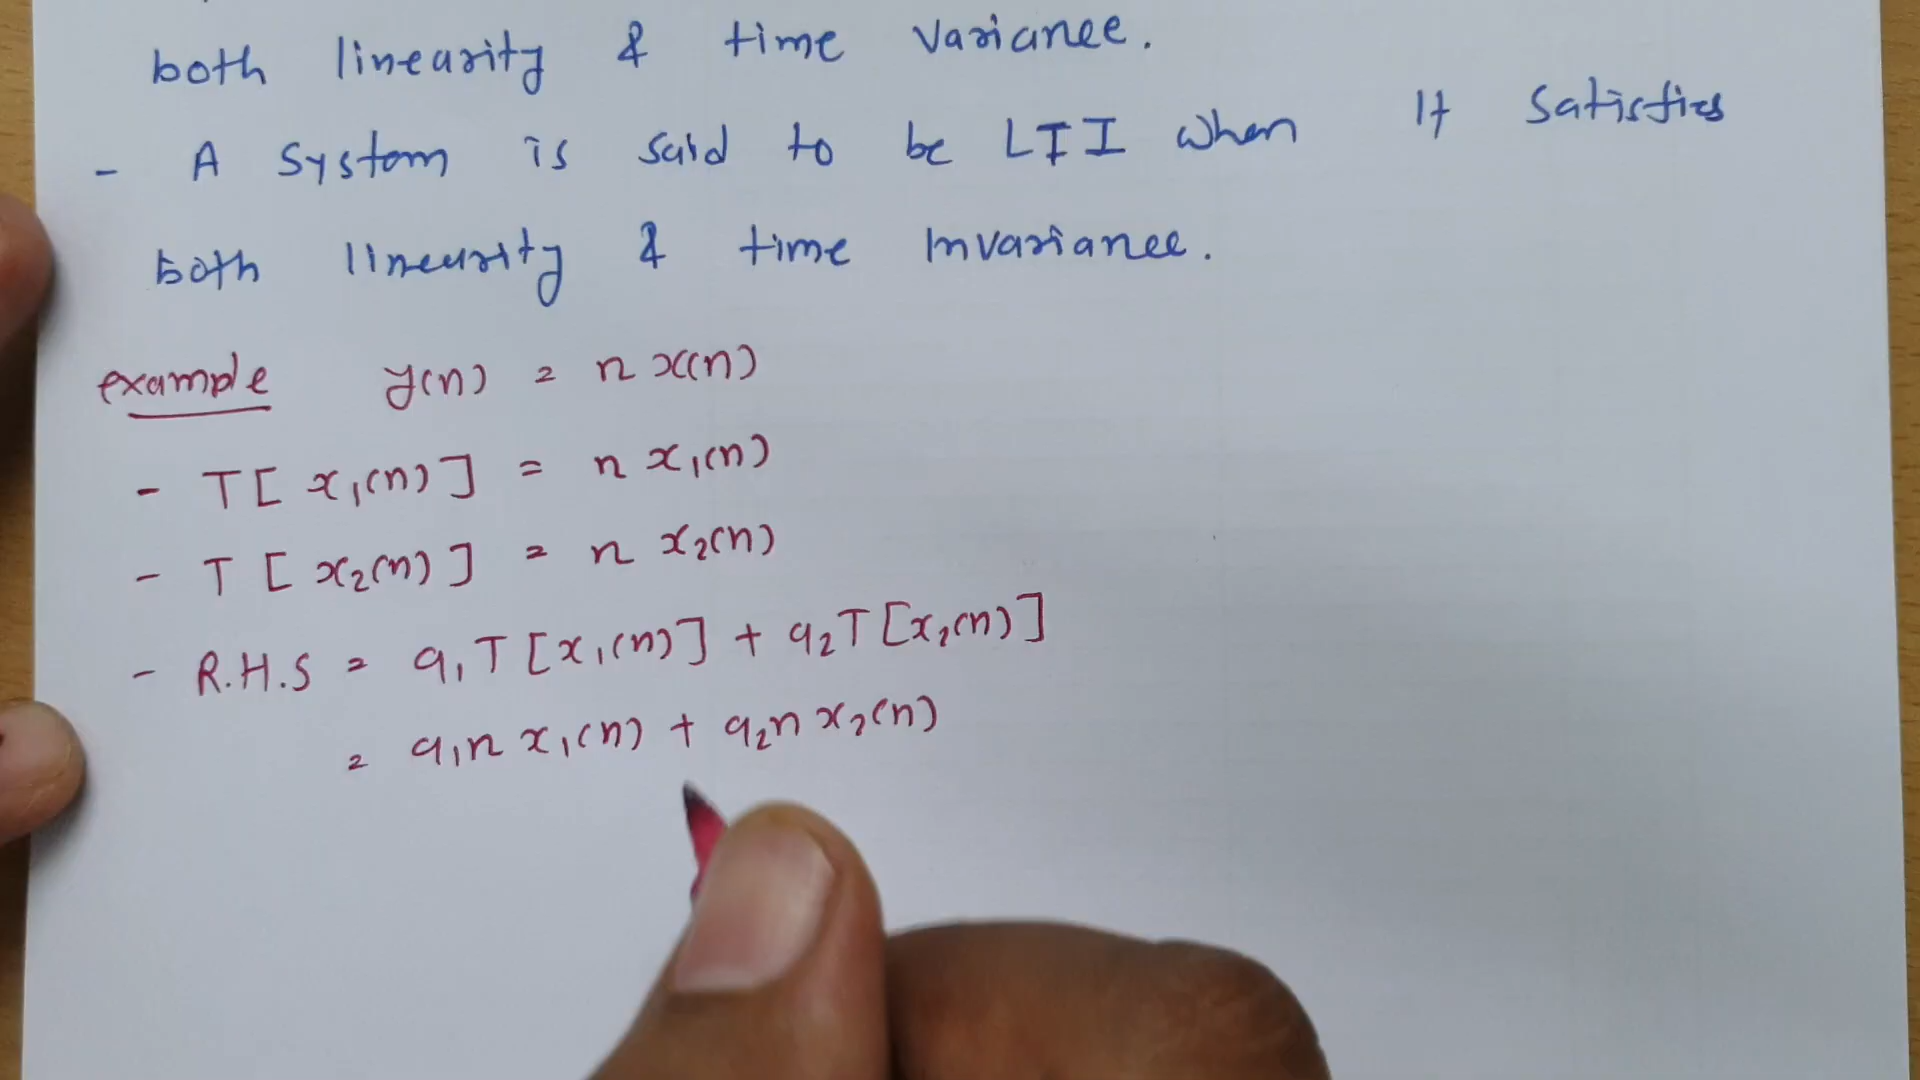 both linearity & time variance.
- A system is said to be LTI when It satisfies
both linearity & time Invariance.
example y(n) = n x(n)
- T[ x₁(n) ] = n x₁(n)
- T [ x₂(n) ] = n x₂(n)
- R.H.S = a₁T [x₁(n)] + a₂T [x₂(n)]
= a₁n x₁(n) + a₂n x₂(n)